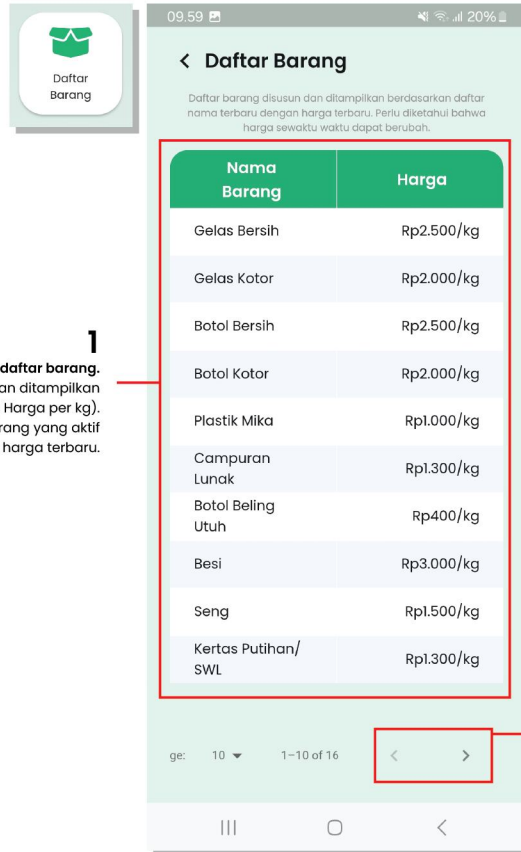 Daftar
Barang
09.59
20%
Daftar Barang
Daftar barang disusun dan ditampilkan berdasarkan daftar
nama terbaru dengan harga terbaru. Perlu diketahui bahwa
harga sewaktu waktu dapat berubah.
Nama
Barang
Harga
Gelas Bersih Rp2.500/kg
Gelas Kotor Rp2.000/kg
Botol Bersih Rp2.500/kg
Botol Kotor Rp2.000/kg
Plastik Mika Rp1.000/kg
Campuran
Lunak Rp1.300/kg
Botol Beling
Utuh Rp400/kg
Besi Rp3.000/kg
Seng Rp1.500/kg
Kertas Putihan/
SWL Rp1.300/kg
ge: 10 1–10 of 16
1
daftar barang.
an ditampilkan
Harga per kg).
rang yang aktif
harga terbaru.